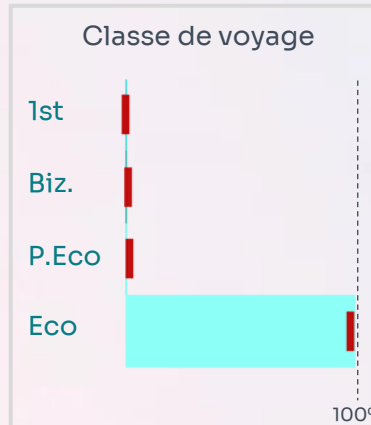 Classe de voyage
1st
Biz.
P.Eco
Eco
100%